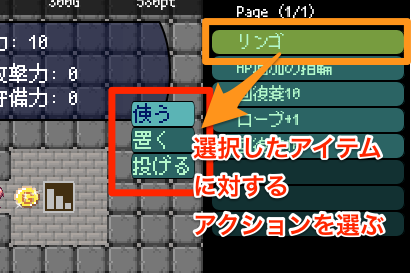 300G
580pt
Page (1/1)
力: 10
リンゴ
攻撃力: 0
HP追加の指輪
守備力: 0
回復薬10
使う
ローブ+1
置く
投げる
選択したアイテム
に対する
アクションを選ぶ